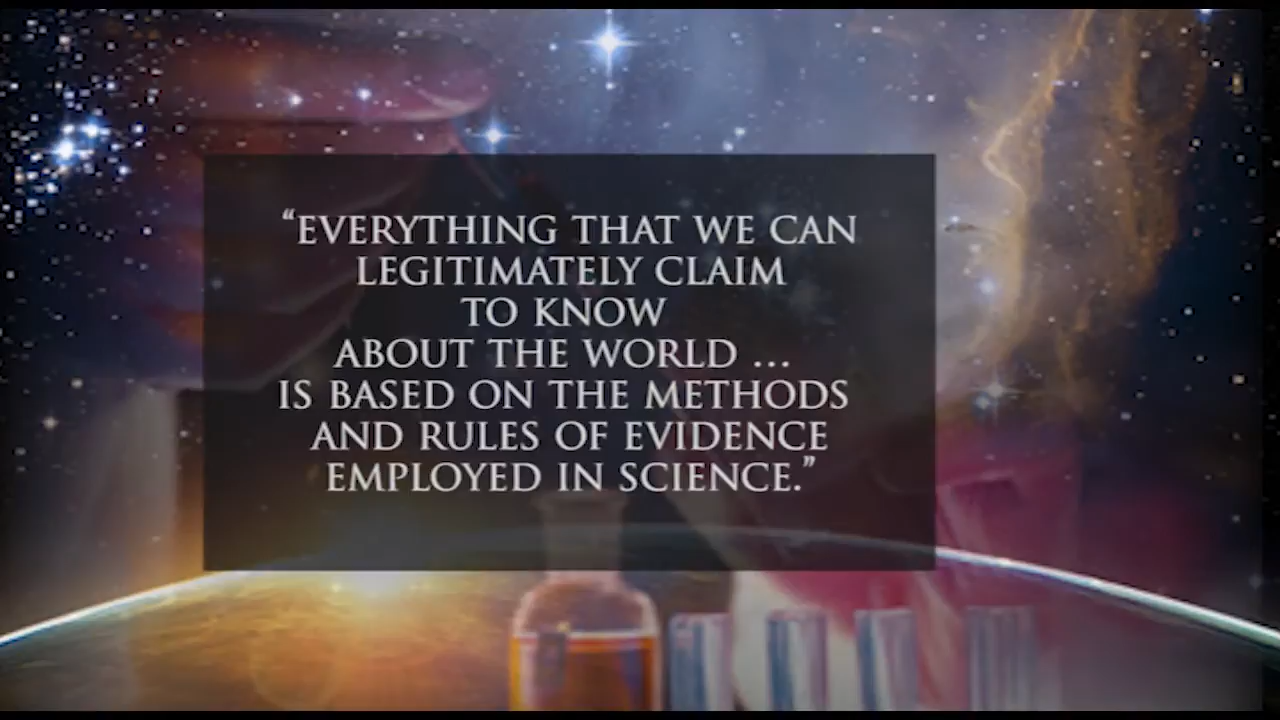 “EVERYTHING THAT WE CAN
LEGITIMATELY CLAIM
TO KNOW
ABOUT THE WORLD ...
IS BASED ON THE METHODS
AND RULES OF EVIDENCE
EMPLOYED IN SCIENCE.”